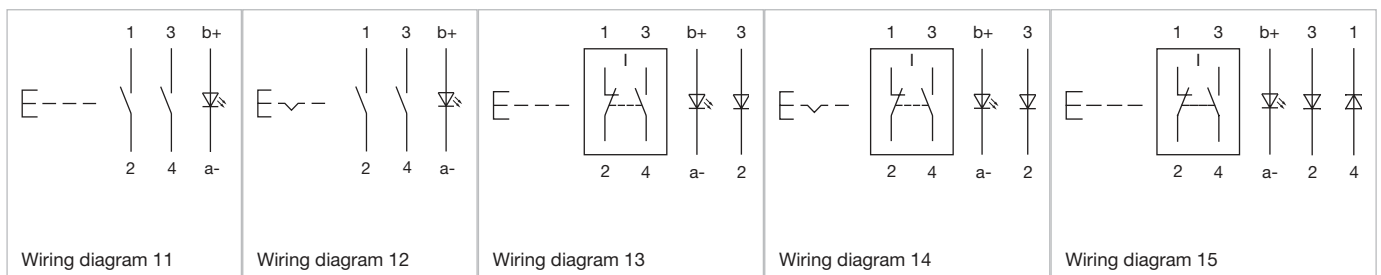 1 3 b+
2 4 a-
Wiring diagram 11
1 3 b+
2 4 a-
Wiring diagram 12
1 3 b+ 3
2 4 a- 2
Wiring diagram 13
1 3 b+ 3
2 4 a- 2
Wiring diagram 14
1 3 b+ 3 1
2 4 a- 2 4
Wiring diagram 15